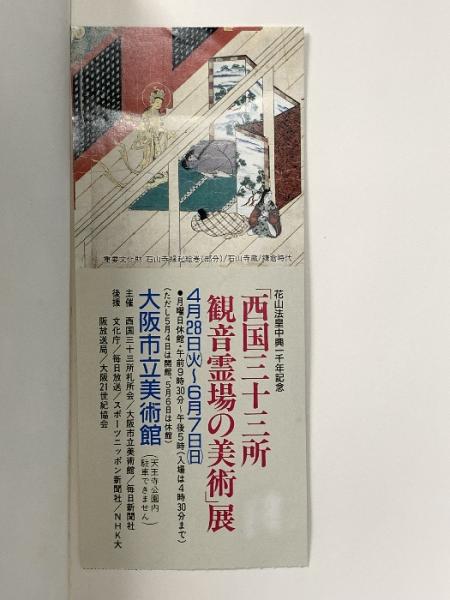 重要文化財 石山寺縁起絵巻(部分)/石山寺蔵/鎌倉時代
花山法皇中興一千年記念
「西国三十三所
観音霊場の美術」展
4月28日(火)〜6月7日(日)
●月曜日休館・午前9時30分〜午後5時(入場は4時30分まで)
(ただし5月4日は開館、5月6日は休館)
大阪市立美術館(天王寺公園内 駐車できません)
主催 西国三十三所札所会/大阪市立美術館/毎日新聞社
後援 文化庁/毎日放送/スポーツニッポン新聞社/NHK大
阪放送局/大阪21世紀協会